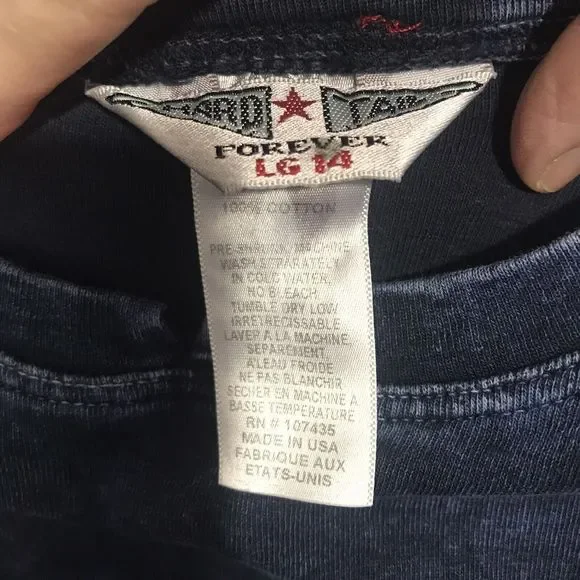 HARD TAIL
FOREVER
LG 14
100% COTTON
PRE-SHRUNK MACHINE
WASH SEPARATELY
IN COLD WATER.
NO BLEACH
TUMBLE DRY LOW
IRRETRECISSABLE
LAVER A LA MACHINE
SEPAREMENT
A LEAU FROIDE
NE PAS BLANCHIR
SECHER EN MACHINE A
BASSE TEMPERATURE
RN # 107435
MADE IN USA
FABRIQUE AUX
ETATS-UNIS